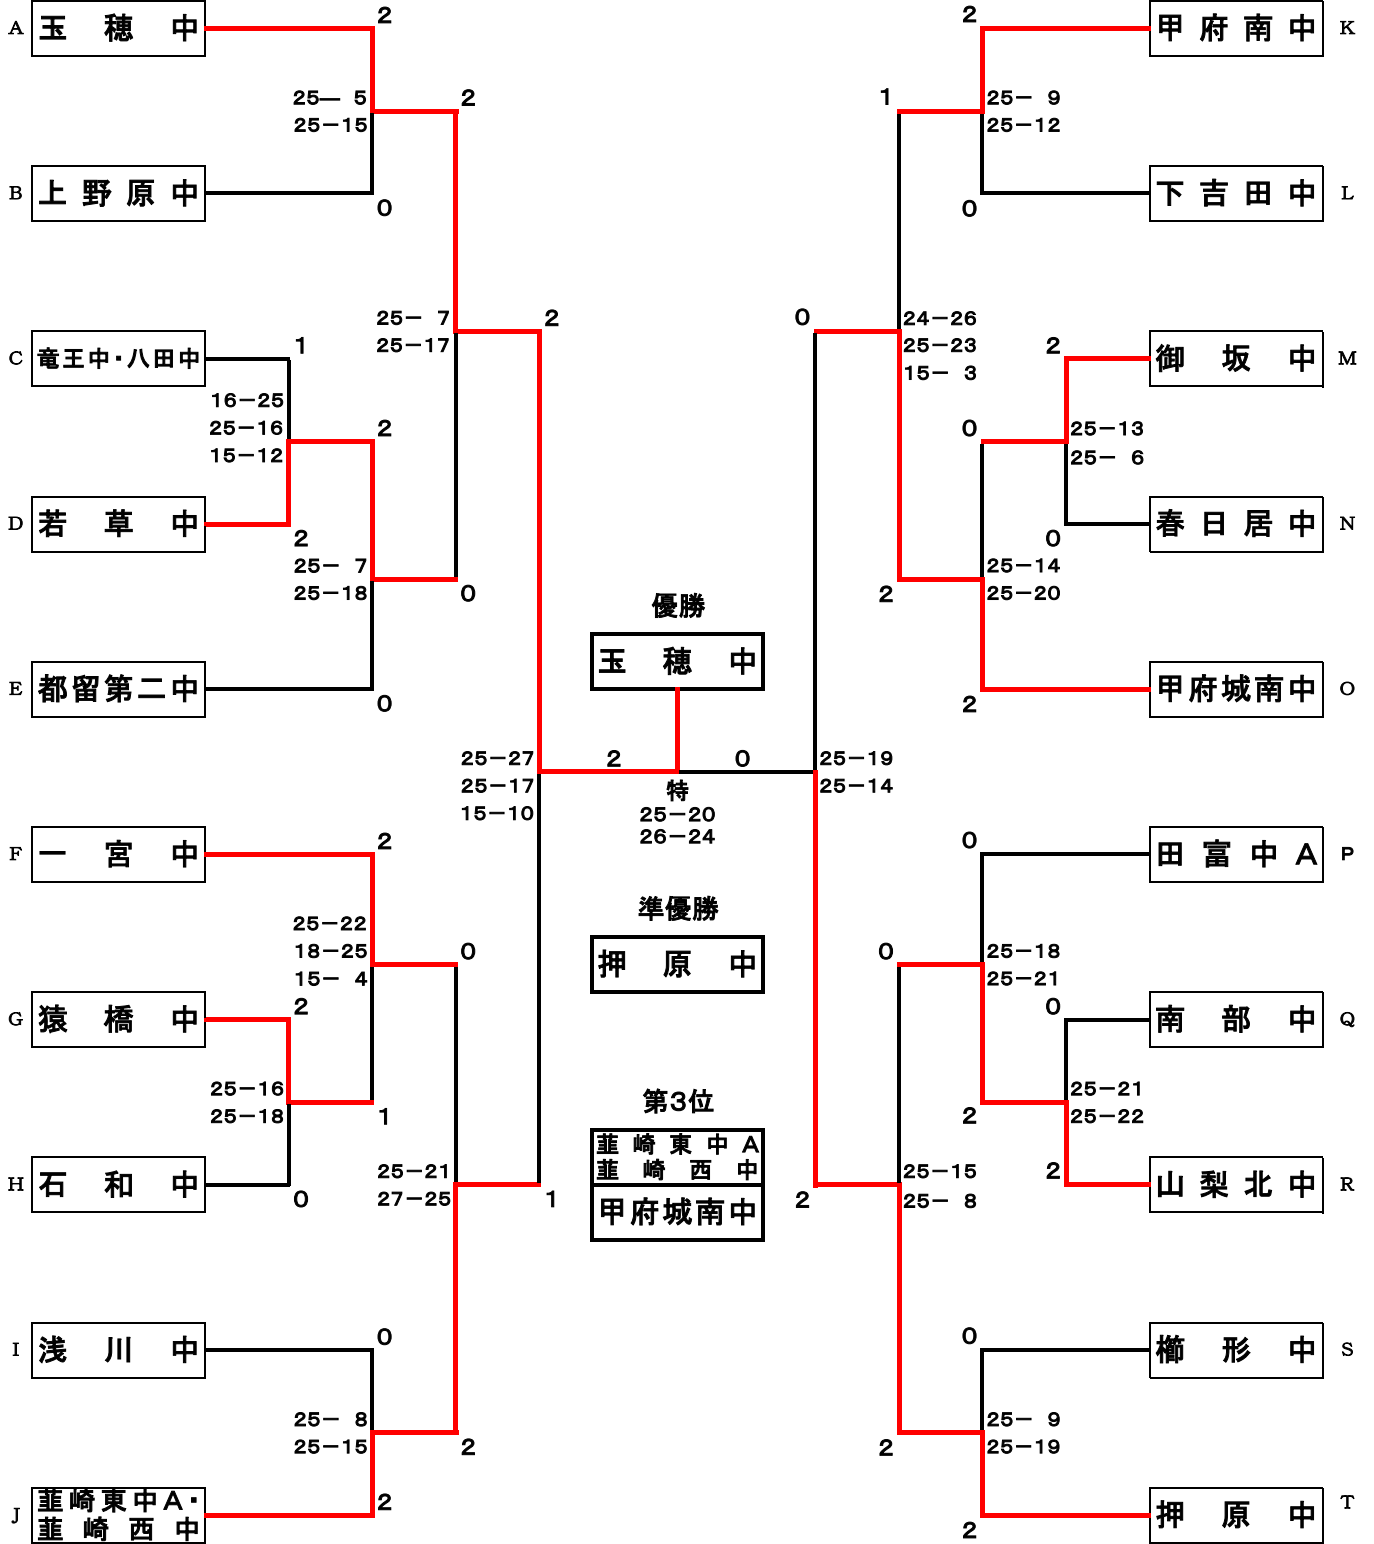 A 玉穂中 2
25— 5
25−15
B 上野原中 0
2
C 竜王中・八田中 1
16−25
25−16
15−12
D 若草中 2
2
25− 7
25−18
E 都留第二中 0
25− 7
25−17
0
2
F 一宮中 2
25−22
18−25
15− 4
G 猿橋中 2
25−16
25−18
H 石和中 0
1
0
25−21
27−25
I 浅川中 0
25− 8
25−15
J 韮崎東中A・
韮崎西中 2
2
1
25−27
25−17
15−10
優勝
玉穂中
2 0
特
25−20
26−24
準優勝
押原中
第3位
韮崎東中A
韮崎西中
甲府城南中
2 甲府南中 K
25− 9
25−12
0 下吉田中 L
1
0
24−26
25−23
15− 3
2 御坂中 M
25−13
25− 6
0 春日居中 N
0
25−14
25−20
2
2 甲府城南中 O
25−19
25−14
0 田富中A P
25−18
25−21
0 南部中 Q
25−21
25−22
2 山梨北中 R
2
0
25−15
25− 8
2
0 櫛形中 S
25− 9
25−19
2
2 押原中 T